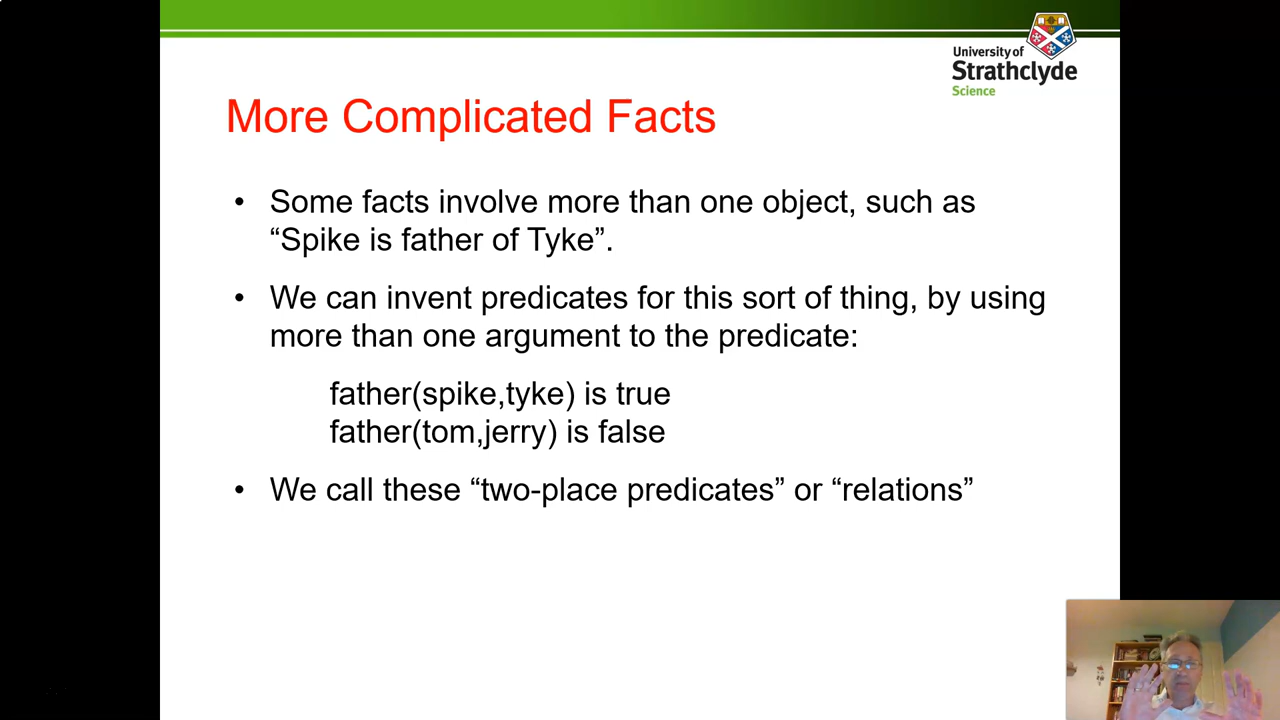 University of
Strathclyde
Science
More Complicated Facts
• Some facts involve more than one object, such as
“Spike is father of Tyke”.
• We can invent predicates for this sort of thing, by using
more than one argument to the predicate:
father(spike,tyke) is true
father(tom,jerry) is false
• We call these “two-place predicates” or “relations”